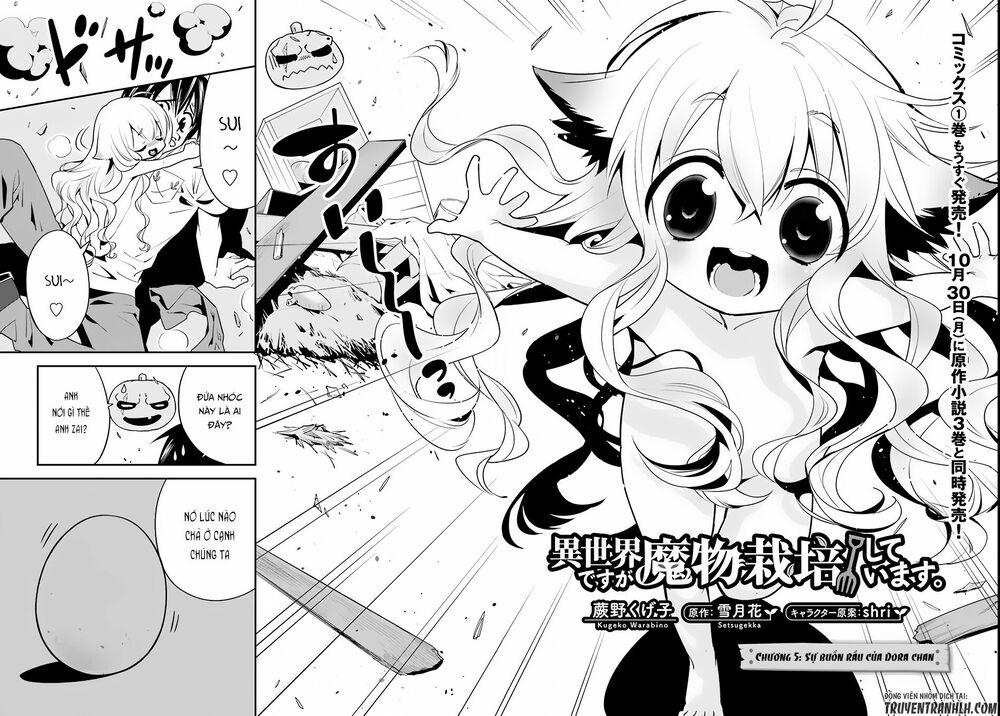 コミックス①巻もうすぐ発売！ 10月30日(月)に原作小説3巻と同時発売！
おっ
きくっ
異世界
ですが
魔物栽培
して
います。
蕨野くげ子
Kugeko Warabino
原作：雪月花
Setsugekka
キャラクター原案：shri
Chương 5: Sự buồn rầu của Dora chan
ĐỘNG VIÊN NHÓM DỊCH TẠI:
TRUYENTRANHLH.COM
ドサッ
SUI
~
♡
SUI~
♡
ĐỨA NHÓC
NÀY LÀ AI
ĐÂY?
ANH
NÓI GÌ THẾ
ANH ZAI?
NÓ LÚC NÀO
CHẢ Ở CẠNH
CHÚNG TA